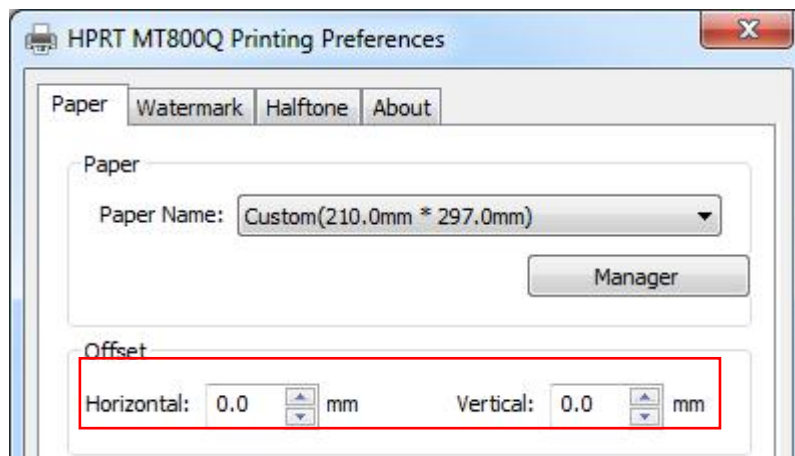 HPRT MT800Q Printing Preferences
Paper Watermark Halftone About
Paper
Paper Name: Custom(210.0mm * 297.0mm)
Manager
Offset
Horizontal: 0.0 mm Vertical: 0.0 mm